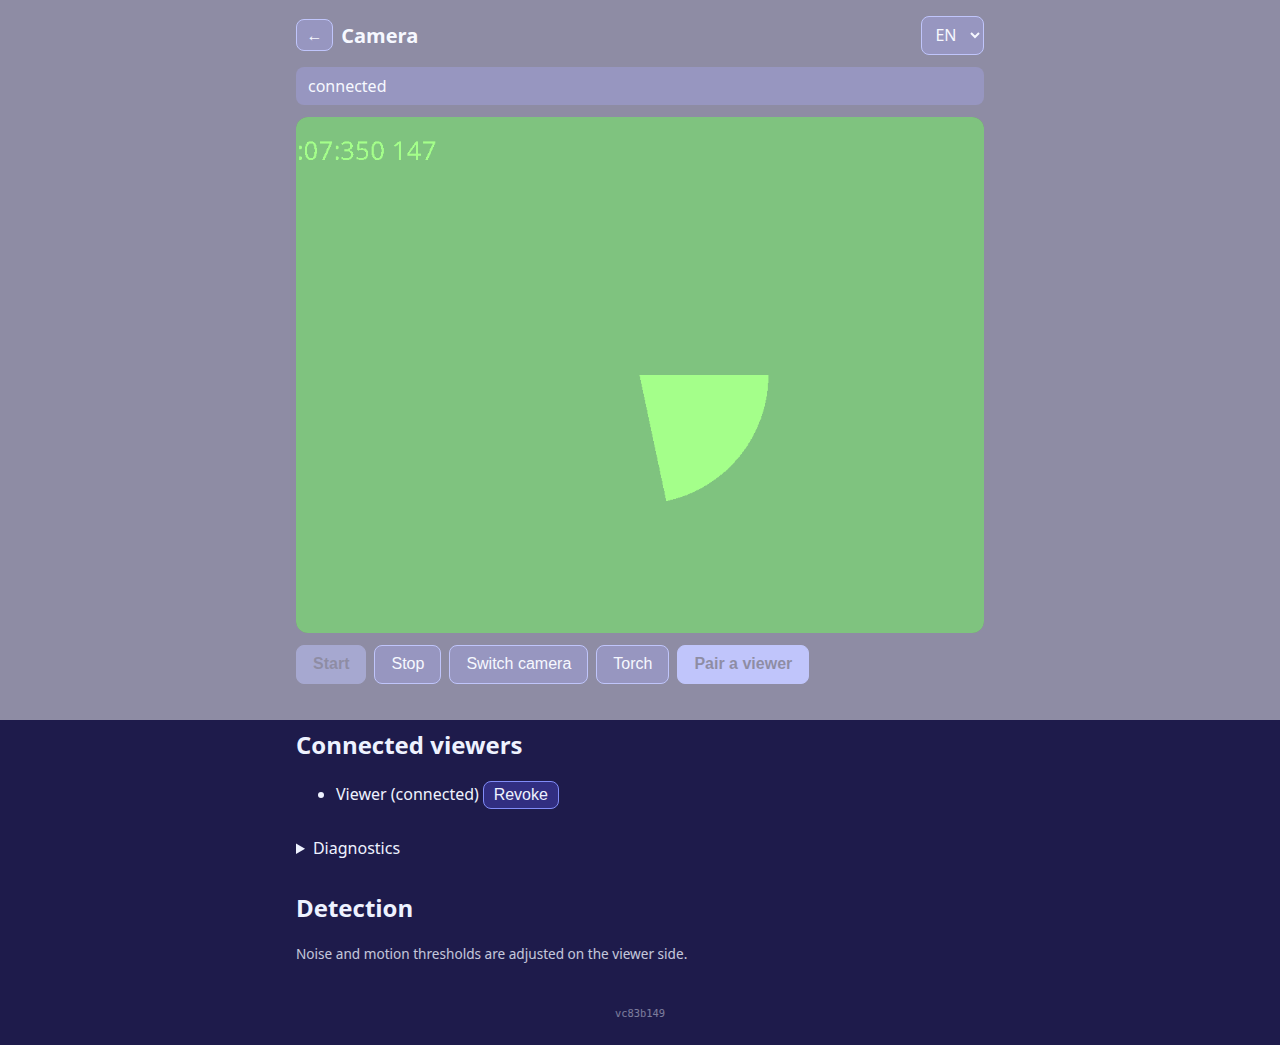 ← Camera EN
connected
:07:350 147
Start Stop Switch camera Torch Pair a viewer
Connected viewers
Viewer (connected) Revoke
Diagnostics
Detection
Noise and motion thresholds are adjusted on the viewer side.
vc83b149